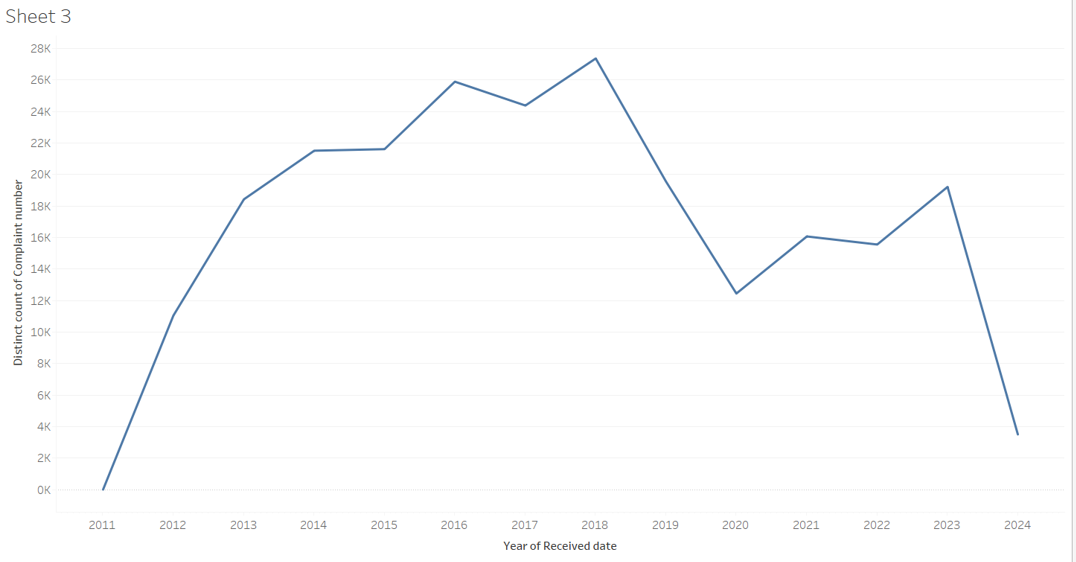 Sheet 3
28K
26K
24K
22K
20K
18K
16K
14K
12K
10K
8K
6K
4K
2K
0K
Distinct count of Complaint number
2011 2012 2013 2014 2015 2016 2017 2018 2019 2020 2021 2022 2023 2024
Year of Received date